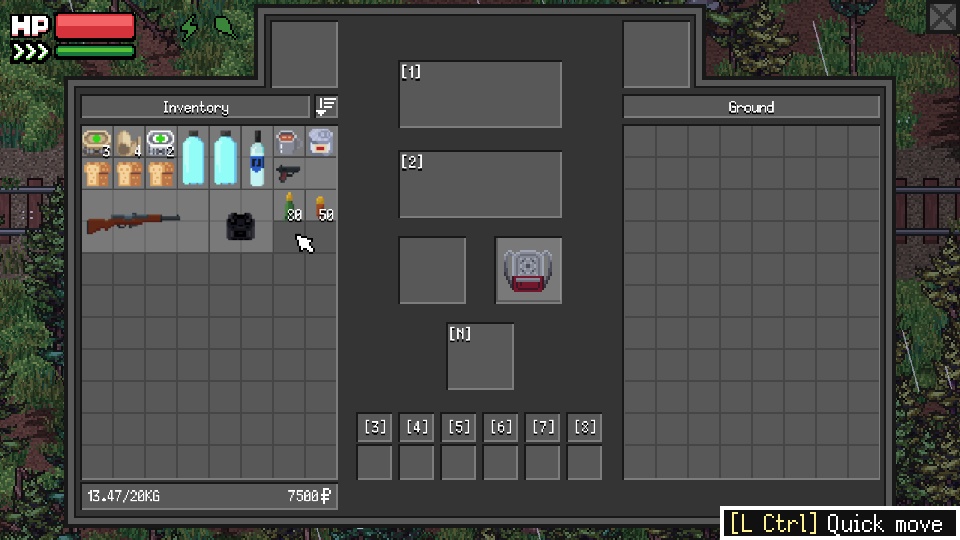 HP
[1]
Inventory
Ground
3
4
2
[2]
30
50
[N]
[3] [4] [5] [6] [7] [8]
13.47/20KG
7500₽
[L Ctrl] Quick move